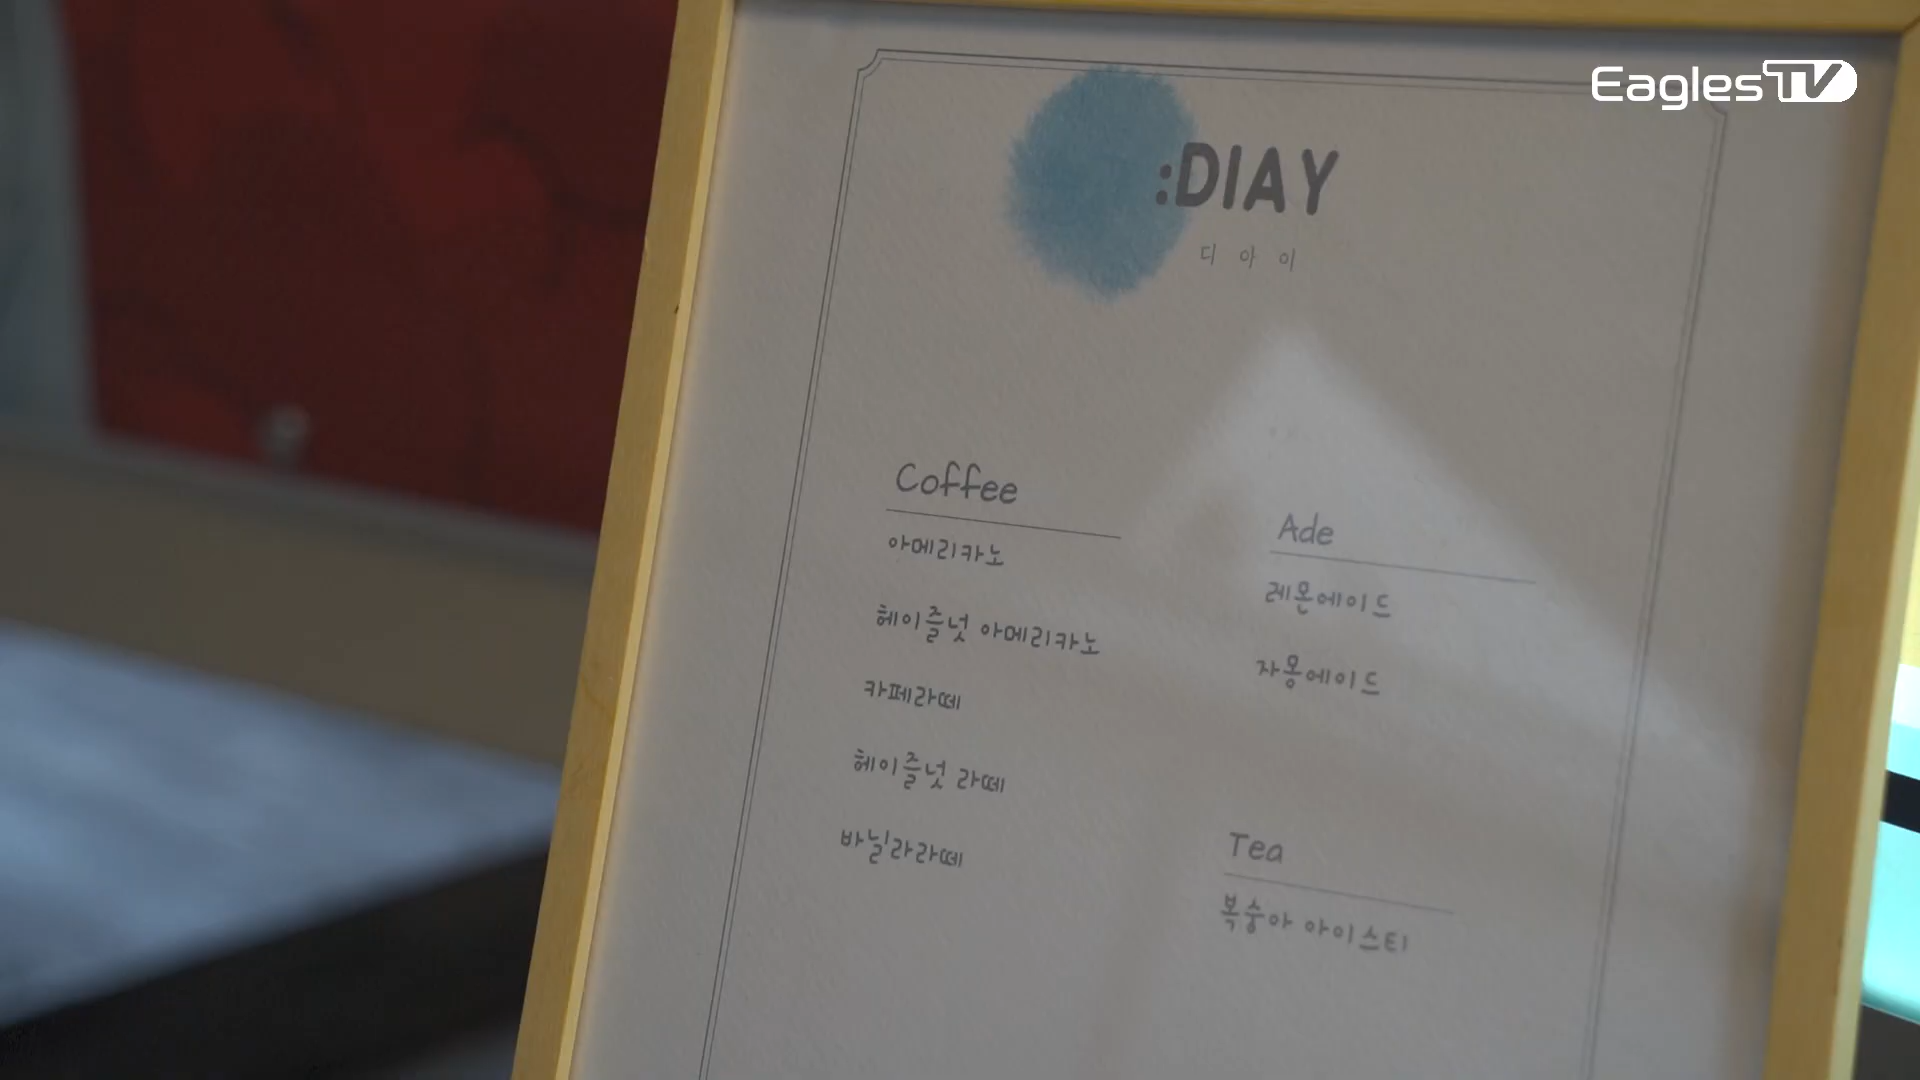 EaglesTV
:DIAY
디아이
Coffee
아메리카노
헤이즐넛 아메리카노
카페라떼
헤이즐넛 라떼
바닐라라떼
Ade
레몬에이드
자몽에이드
Tea
복숭아 아이스티